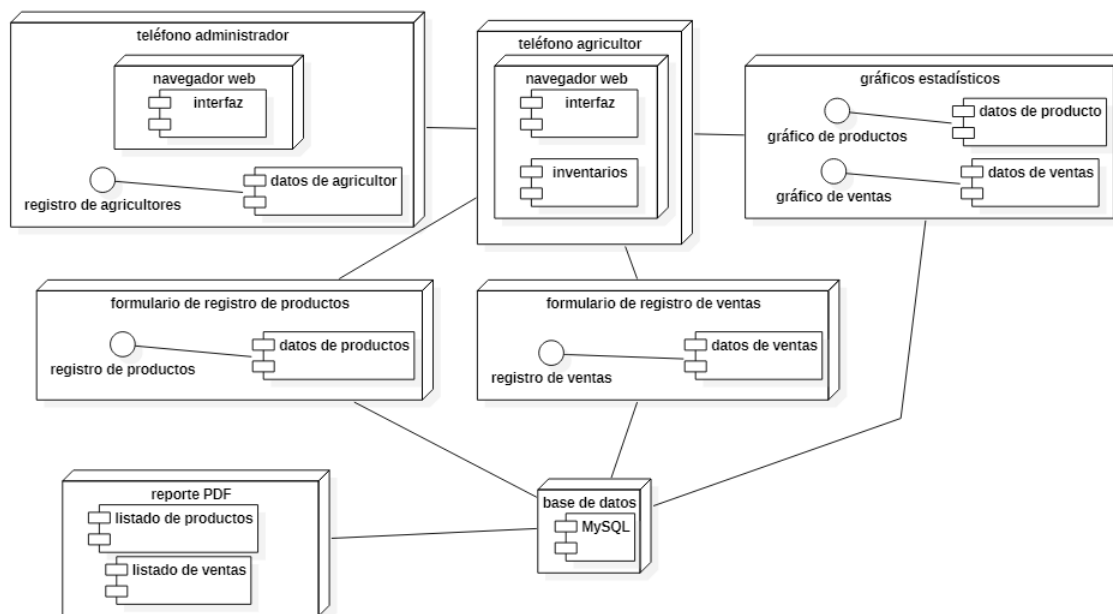 teléfono administrador
navegador web
interfaz
registro de agricultores
datos de agricultor
teléfono agricultor
navegador web
interfaz
inventarios
gráficos estadísticos
gráfico de productos
datos de producto
gráfico de ventas
datos de ventas
formulario de registro de productos
registro de productos
datos de productos
formulario de registro de ventas
registro de ventas
datos de ventas
reporte PDF
listado de productos
listado de ventas
base de datos
MySQL